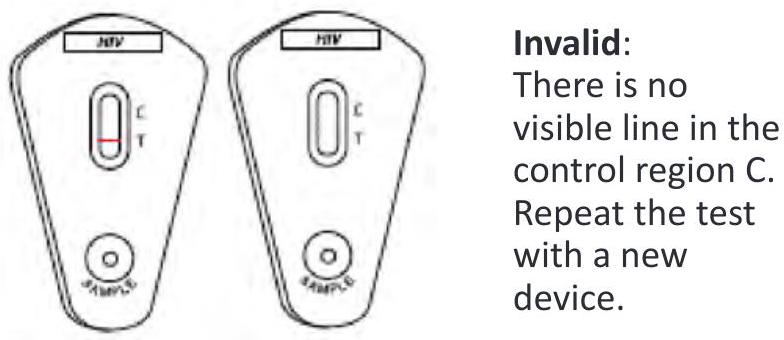 HIV
C
T
SAMPLE
HIV
C
T
SAMPLE
Invalid:
There is no
visible line in the
control region C.
Repeat the test
with a new
device.